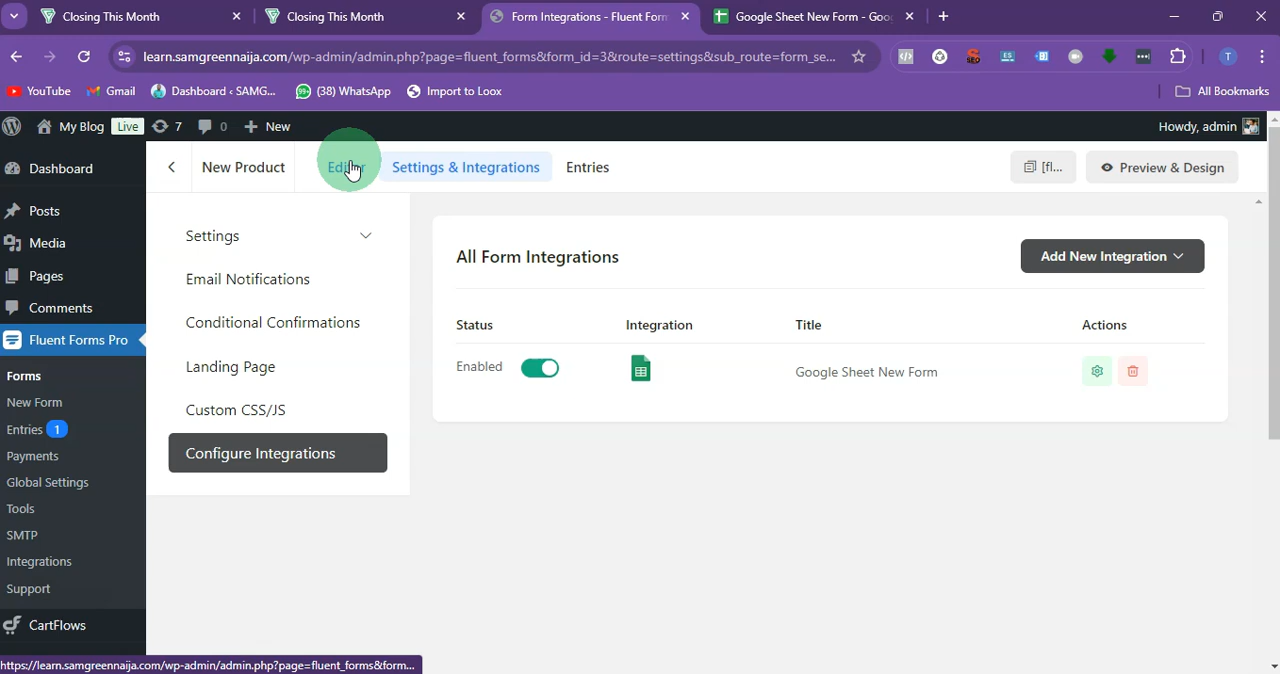 Closing This Month
Closing This Month
Form Integrations - Fluent Forn
Google Sheet New Form - Goo
learn.samgreennaija.com/wp-admin/admin.php?page=fluent_forms&form_id=3&route=settings&sub_route=form_se...
YouTube
Gmail
Dashboard ‹ SAMG...
(38) WhatsApp
Import to Loox
All Bookmarks
My Blog
Live
7
0
New
Howdy, admin
Dashboard
Posts
Media
Pages
Comments
Fluent Forms Pro
Forms
New Form
Entries 1
Payments
Global Settings
Tools
SMTP
Integrations
Support
CartFlows
New Product
Settings & Integrations
Entries
[fl...
Preview & Design
Settings
Email Notifications
Conditional Confirmations
Landing Page
Custom CSS/JS
Configure Integrations
All Form Integrations
Add New Integration
Status
Integration
Title
Actions
Enabled
Google Sheet New Form
https://learn.samgreennaija.com/wp-admin/admin.php?page=fluent_forms&form...